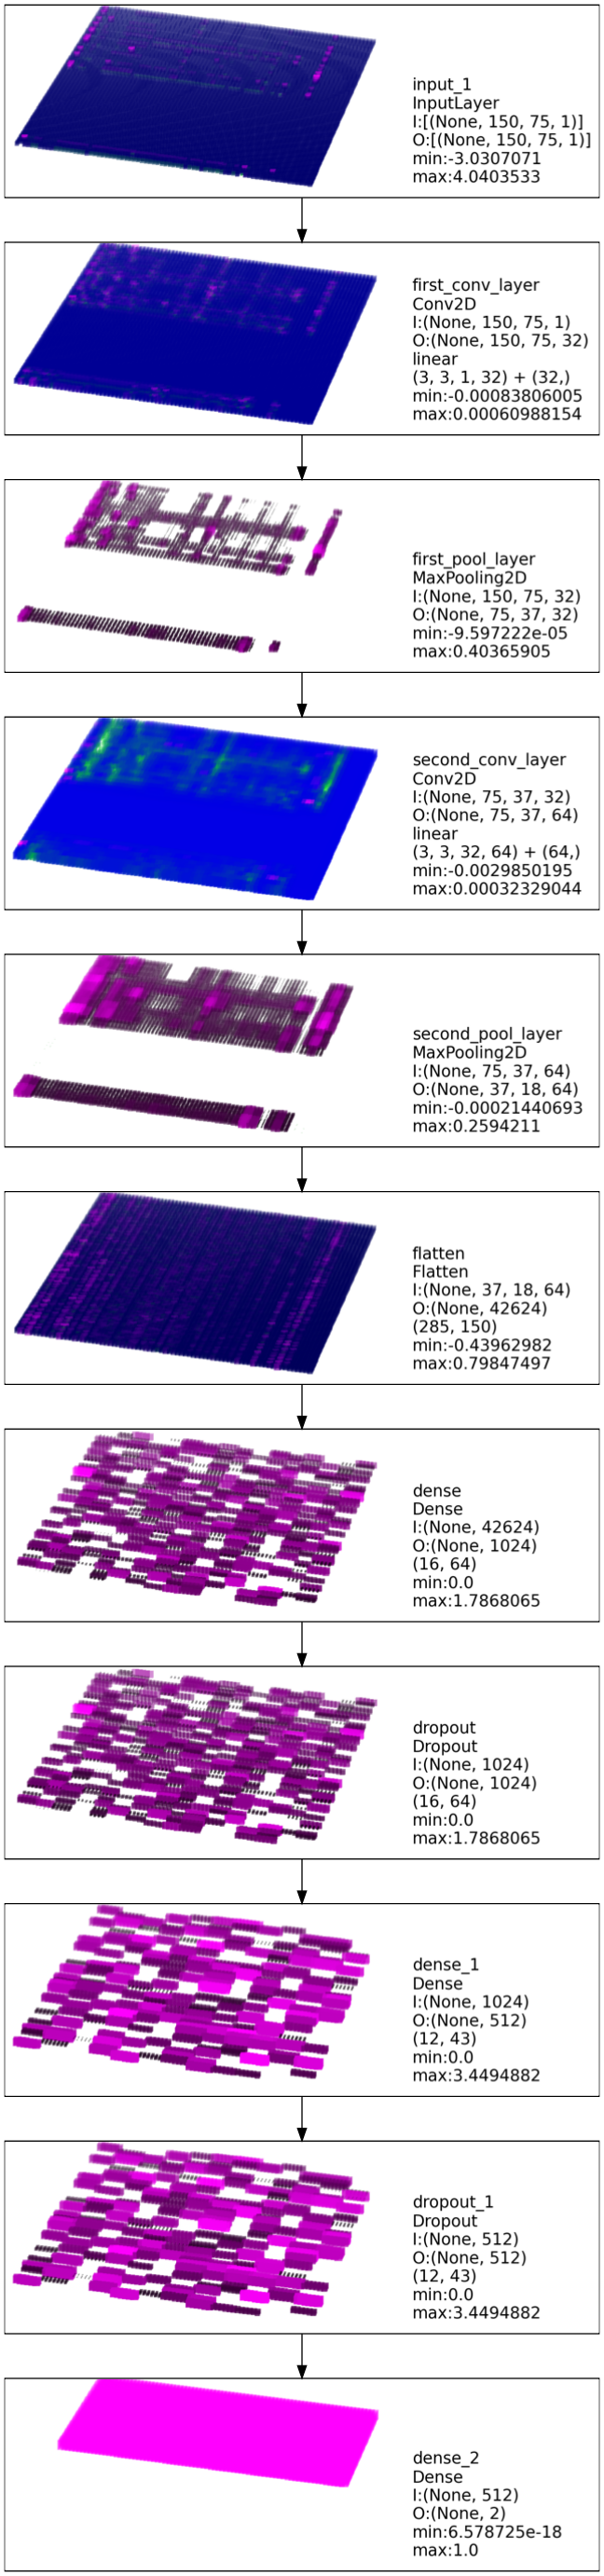 input_1
InputLayer
I:[(None, 150, 75, 1)]
O:[(None, 150, 75, 1)]
min:-3.0307071
max:4.0403533
first_conv_layer
Conv2D
I:(None, 150, 75, 1)
O:(None, 150, 75, 32)
linear
(3, 3, 1, 32) + (32,)
min:-0.00083806005
max:0.00060988154
first_pool_layer
MaxPooling2D
I:(None, 150, 75, 32)
O:(None, 75, 37, 32)
min:-9.597222e-05
max:0.40365905
second_conv_layer
Conv2D
I:(None, 75, 37, 32)
O:(None, 75, 37, 64)
linear
(3, 3, 32, 64) + (64,)
min:-0.0029850195
max:0.00032329044
second_pool_layer
MaxPooling2D
I:(None, 75, 37, 64)
O:(None, 37, 18, 64)
min:-0.00021440693
max:0.2594211
flatten
Flatten
I:(None, 37, 18, 64)
O:(None, 42624)
(285, 150)
min:-0.43962982
max:0.79847497
dense
Dense
I:(None, 42624)
O:(None, 1024)
(16, 64)
min:0.0
max:1.7868065
dropout
Dropout
I:(None, 1024)
O:(None, 1024)
(16, 64)
min:0.0
max:1.7868065
dense_1
Dense
I:(None, 1024)
O:(None, 512)
(12, 43)
min:0.0
max:3.4494882
dropout_1
Dropout
I:(None, 512)
O:(None, 512)
(12, 43)
min:0.0
max:3.4494882
dense_2
Dense
I:(None, 512)
O:(None, 2)
min:6.578725e-18
max:1.0